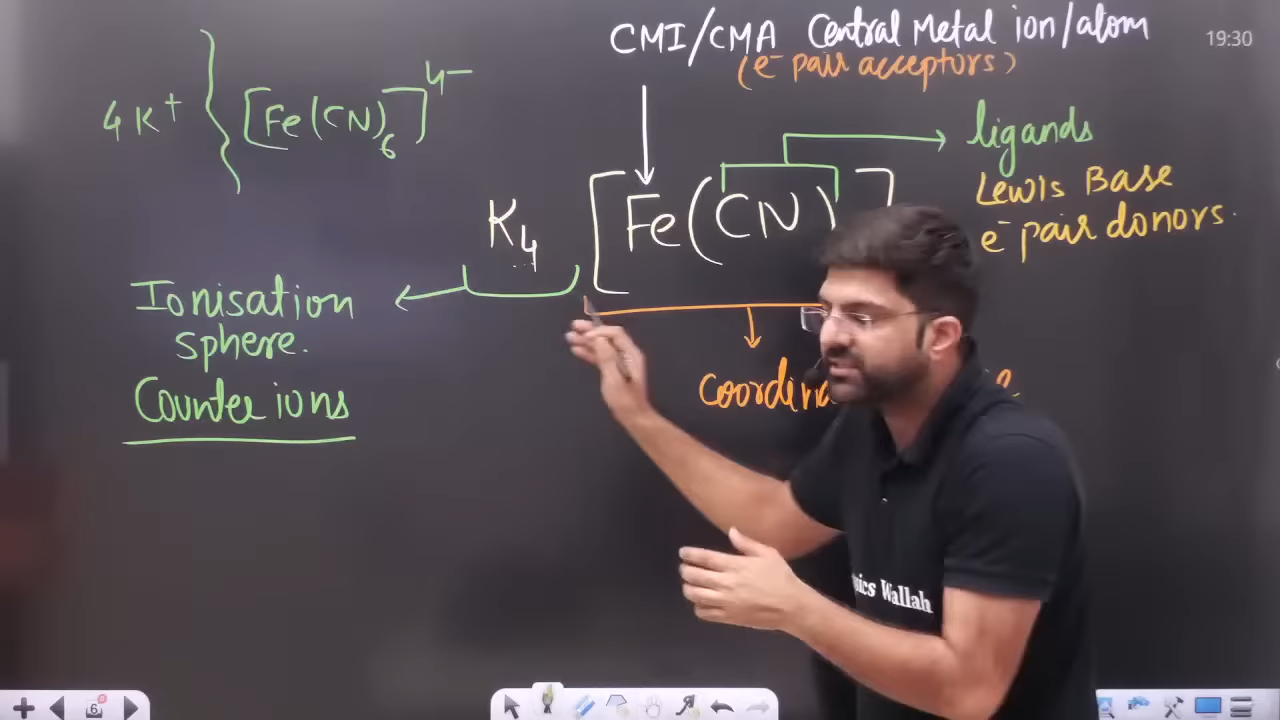 CMI/CMA Central Metal ion/atom
(e⁻ pair acceptors)
19:30
4K⁺ [Fe(CN)₆]⁴⁻
ligands
Lewis Base
e⁻ pair donors.
K₄ [Fe(CN)]
Ionisation
sphere.
Counter ions
Wallah
6